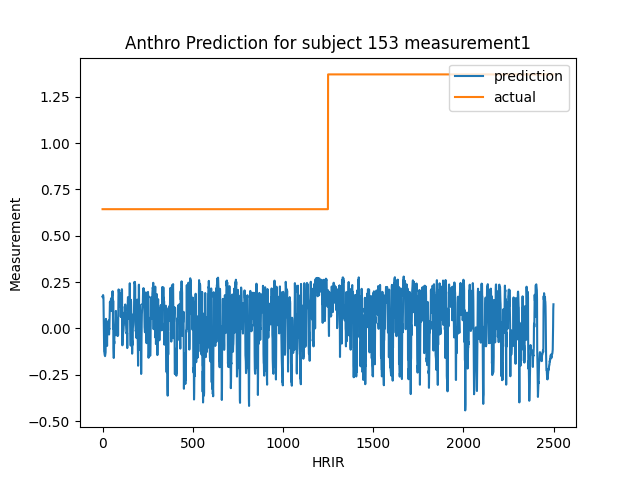 Anthro Prediction for subject 153 measurement1
prediction
actual
Measurement
1.25
1.00
0.75
0.50
0.25
0.00
−0.25
−0.50
0
500
1000
1500
2000
2500
HRIR